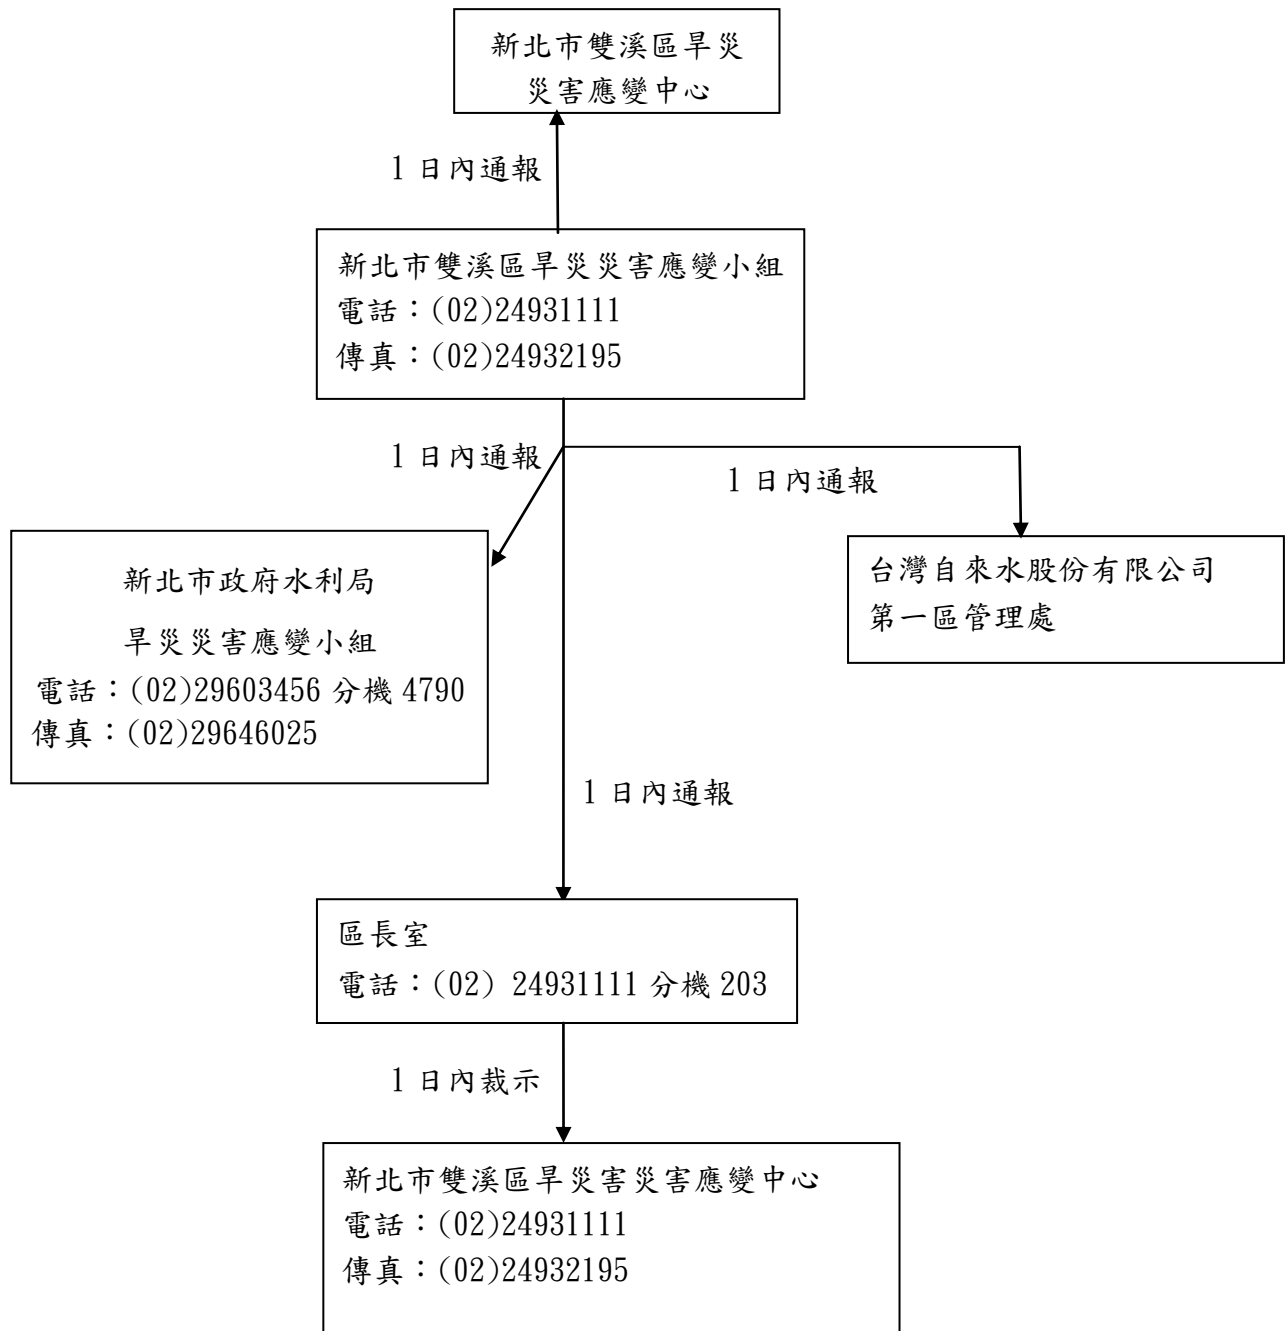 新北市雙溪區旱災
災害應變中心
1 日內通報
新北市雙溪區旱災災害應變小組
電話：(02)24931111
傳真：(02)24932195
1 日內通報
1 日內通報
新北市政府水利局
旱災災害應變小組
電話：(02)29603456 分機 4790
傳真：(02)29646025
台灣自來水股份有限公司
第一區管理處
1 日內通報
區長室
電話：(02) 24931111 分機 203
1 日內裁示
新北市雙溪區旱災害災害應變中心
電話：(02)24931111
傳真：(02)24932195